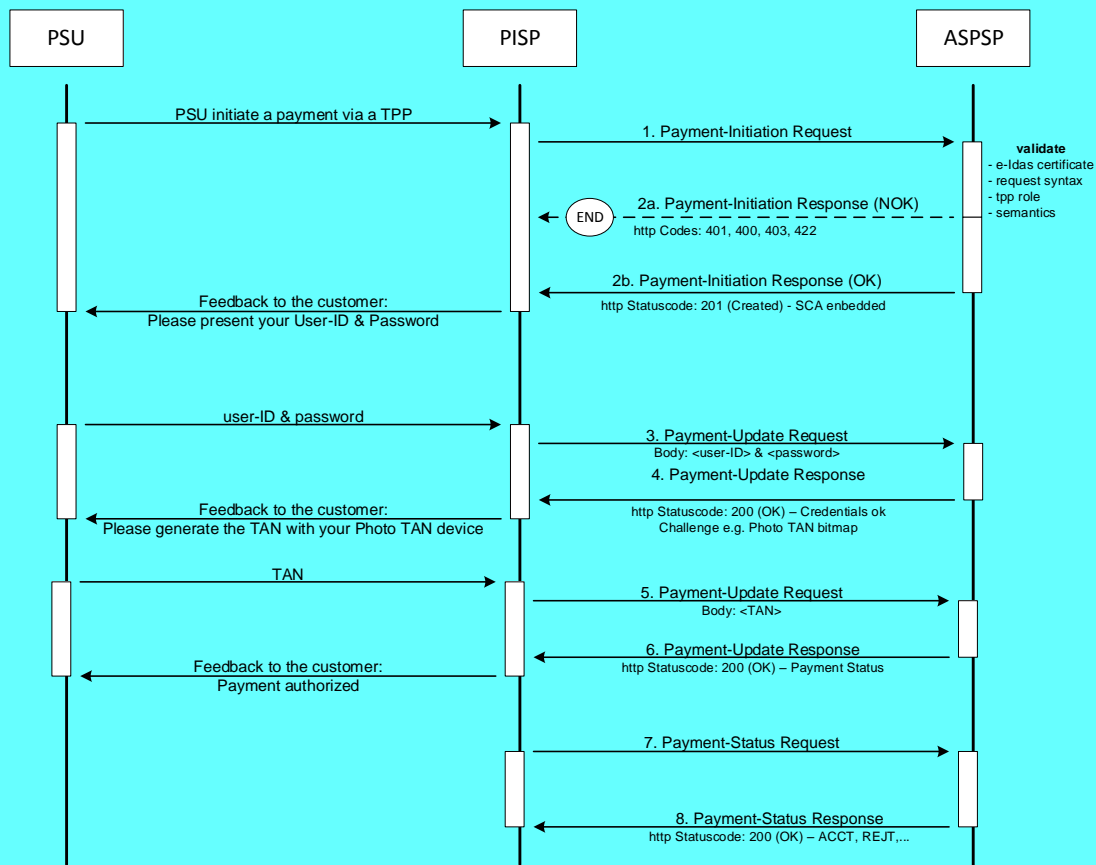 PSU
PISP
ASPSP
PSU initiate a payment via a TPP
1. Payment-Initiation Request
validate
- e-Idas certificate
- request syntax
- tpp role
- semantics
2a. Payment-Initiation Response (NOK)
END
http Codes: 401, 400, 403, 422
2b. Payment-Initiation Response (OK)
http Statuscode: 201 (Created) - SCA enbedded
Feedback to the customer:
Please present your User-ID & Password
user-ID & password
3. Payment-Update Request
Body: <user-ID> & <password>
4. Payment-Update Response
http Statuscode: 200 (OK) – Credentials ok
Challenge e.g. Photo TAN bitmap
Feedback to the customer:
Please generate the TAN with your Photo TAN device
TAN
5. Payment-Update Request
Body: <TAN>
6. Payment-Update Response
http Statuscode: 200 (OK) – Payment Status
Feedback to the customer:
Payment authorized
7. Payment-Status Request
8. Payment-Status Response
http Statuscode: 200 (OK) – ACCT, REJT,...